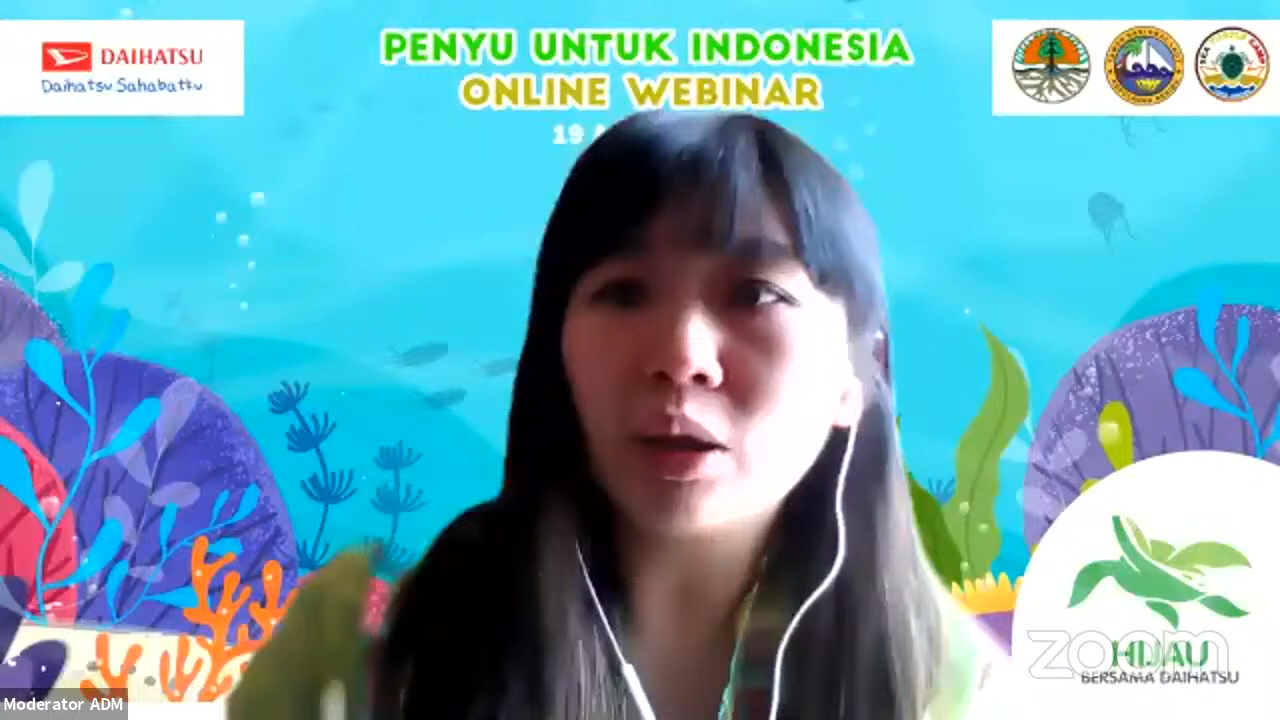 DAIHATSU
Daihatsu Sahabatku
PENYU UNTUK INDONESIA
ONLINE WEBINAR
19 A
zoom
HIJAU
BERSAMA DAIHATSU
Moderator ADM